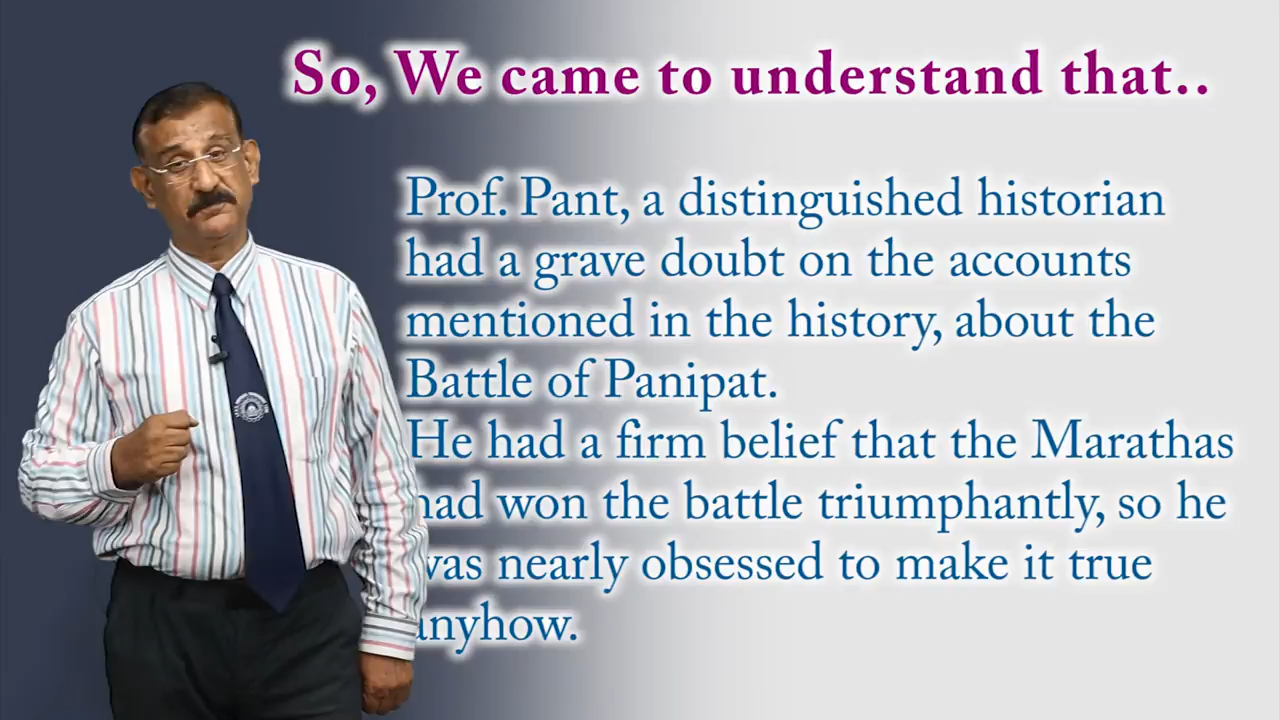 So, We came to understand that..
Prof. Pant, a distinguished historian
had a grave doubt on the accounts
mentioned in the history, about the
Battle of Panipat.
He had a firm belief that the Marathas
had won the battle triumphantly, so he
was nearly obsessed to make it true
anyhow.